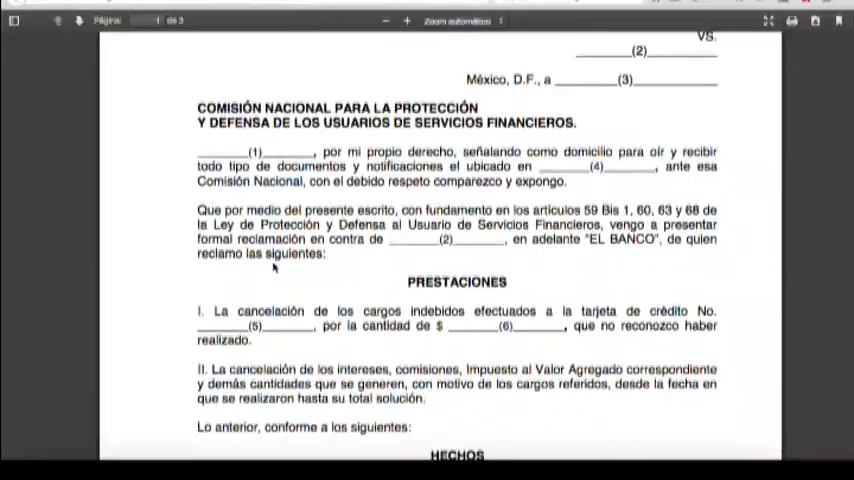 Página: 1 de 3 Zoom automático
VS.
________(2)__________
México, D.F., a _________(3)____________
COMISIÓN NACIONAL PARA LA PROTECCIÓN
Y DEFENSA DE LOS USUARIOS DE SERVICIOS FINANCIEROS.
_______(1)_______, por mi propio derecho, señalando como domicilio para oír y recibir
todo tipo de documentos y notificaciones el ubicado en _______(4)_______, ante esa
Comisión Nacional, con el debido respeto comparezco y expongo.
Que por medio del presente escrito, con fundamento en los artículos 59 Bis 1, 60, 63 y 68 de
la Ley de Protección y Defensa al Usuario de Servicios Financieros, vengo a presentar
formal reclamación en contra de _______(2)_______, en adelante "EL BANCO", de quien
reclamo las siguientes:
PRESTACIONES
I. La cancelación de los cargos indebidos efectuados a la tarjeta de crédito No.
_______(5)_______, por la cantidad de $ _______(6)_______, que no reconozco haber
realizado.
II. La cancelación de los intereses, comisiones, Impuesto al Valor Agregado correspondiente
y demás cantidades que se generen, con motivo de los cargos referidos, desde la fecha en
que se realizaron hasta su total solución.
Lo anterior, conforme a los siguientes:
HECHOS